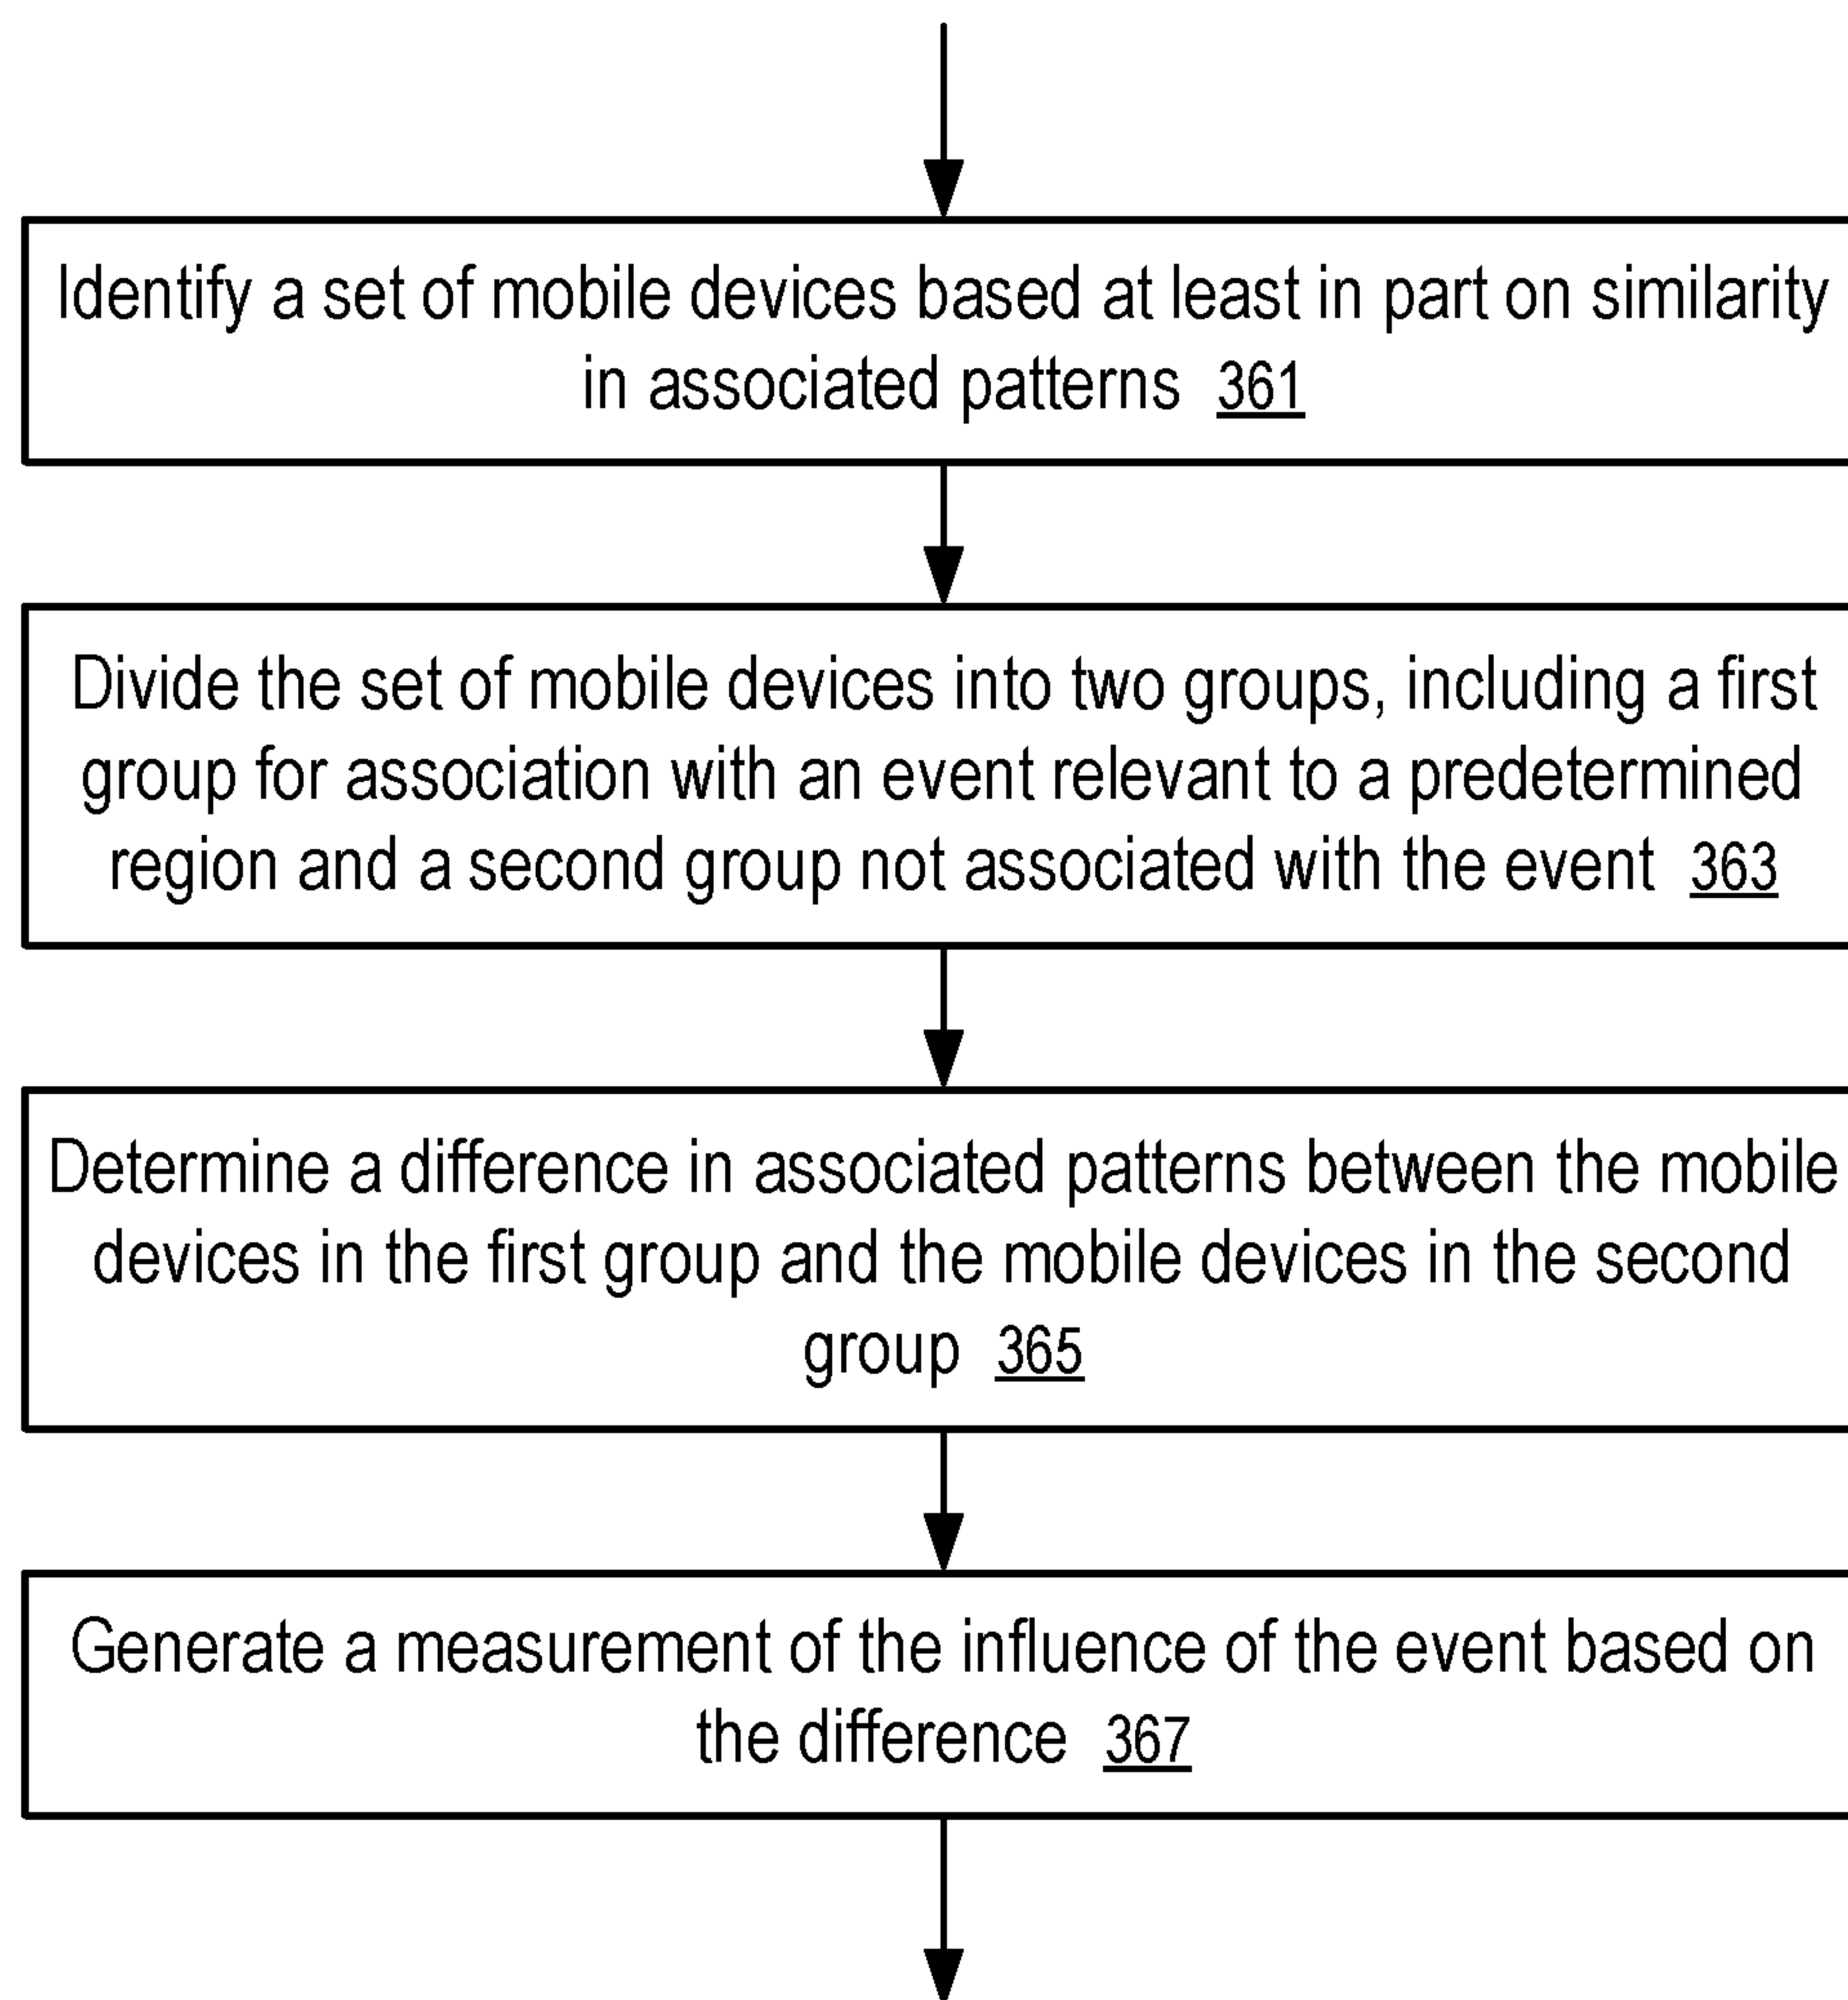 Identify a set of mobile devices based at least in part on similarity
in associated patterns 361
Divide the set of mobile devices into two groups, including a first
group for association with an event relevant to a predetermined
region and a second group not associated with the event 363
Determine a difference in associated patterns between the mobile
devices in the first group and the mobile devices in the second
group 365
Generate a measurement of the influence of the event based on
the difference 367